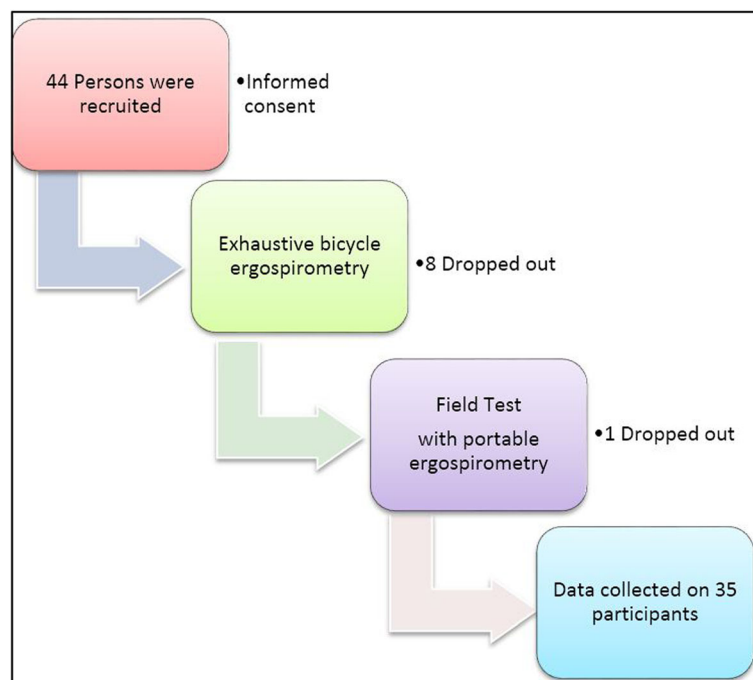 44 Persons were
recruited
•Informed
consent
Exhaustive bicycle
ergospirometry
•8 Dropped out
Field Test
with portable
ergospirometry
•1 Dropped out
Data collected on 35
participants